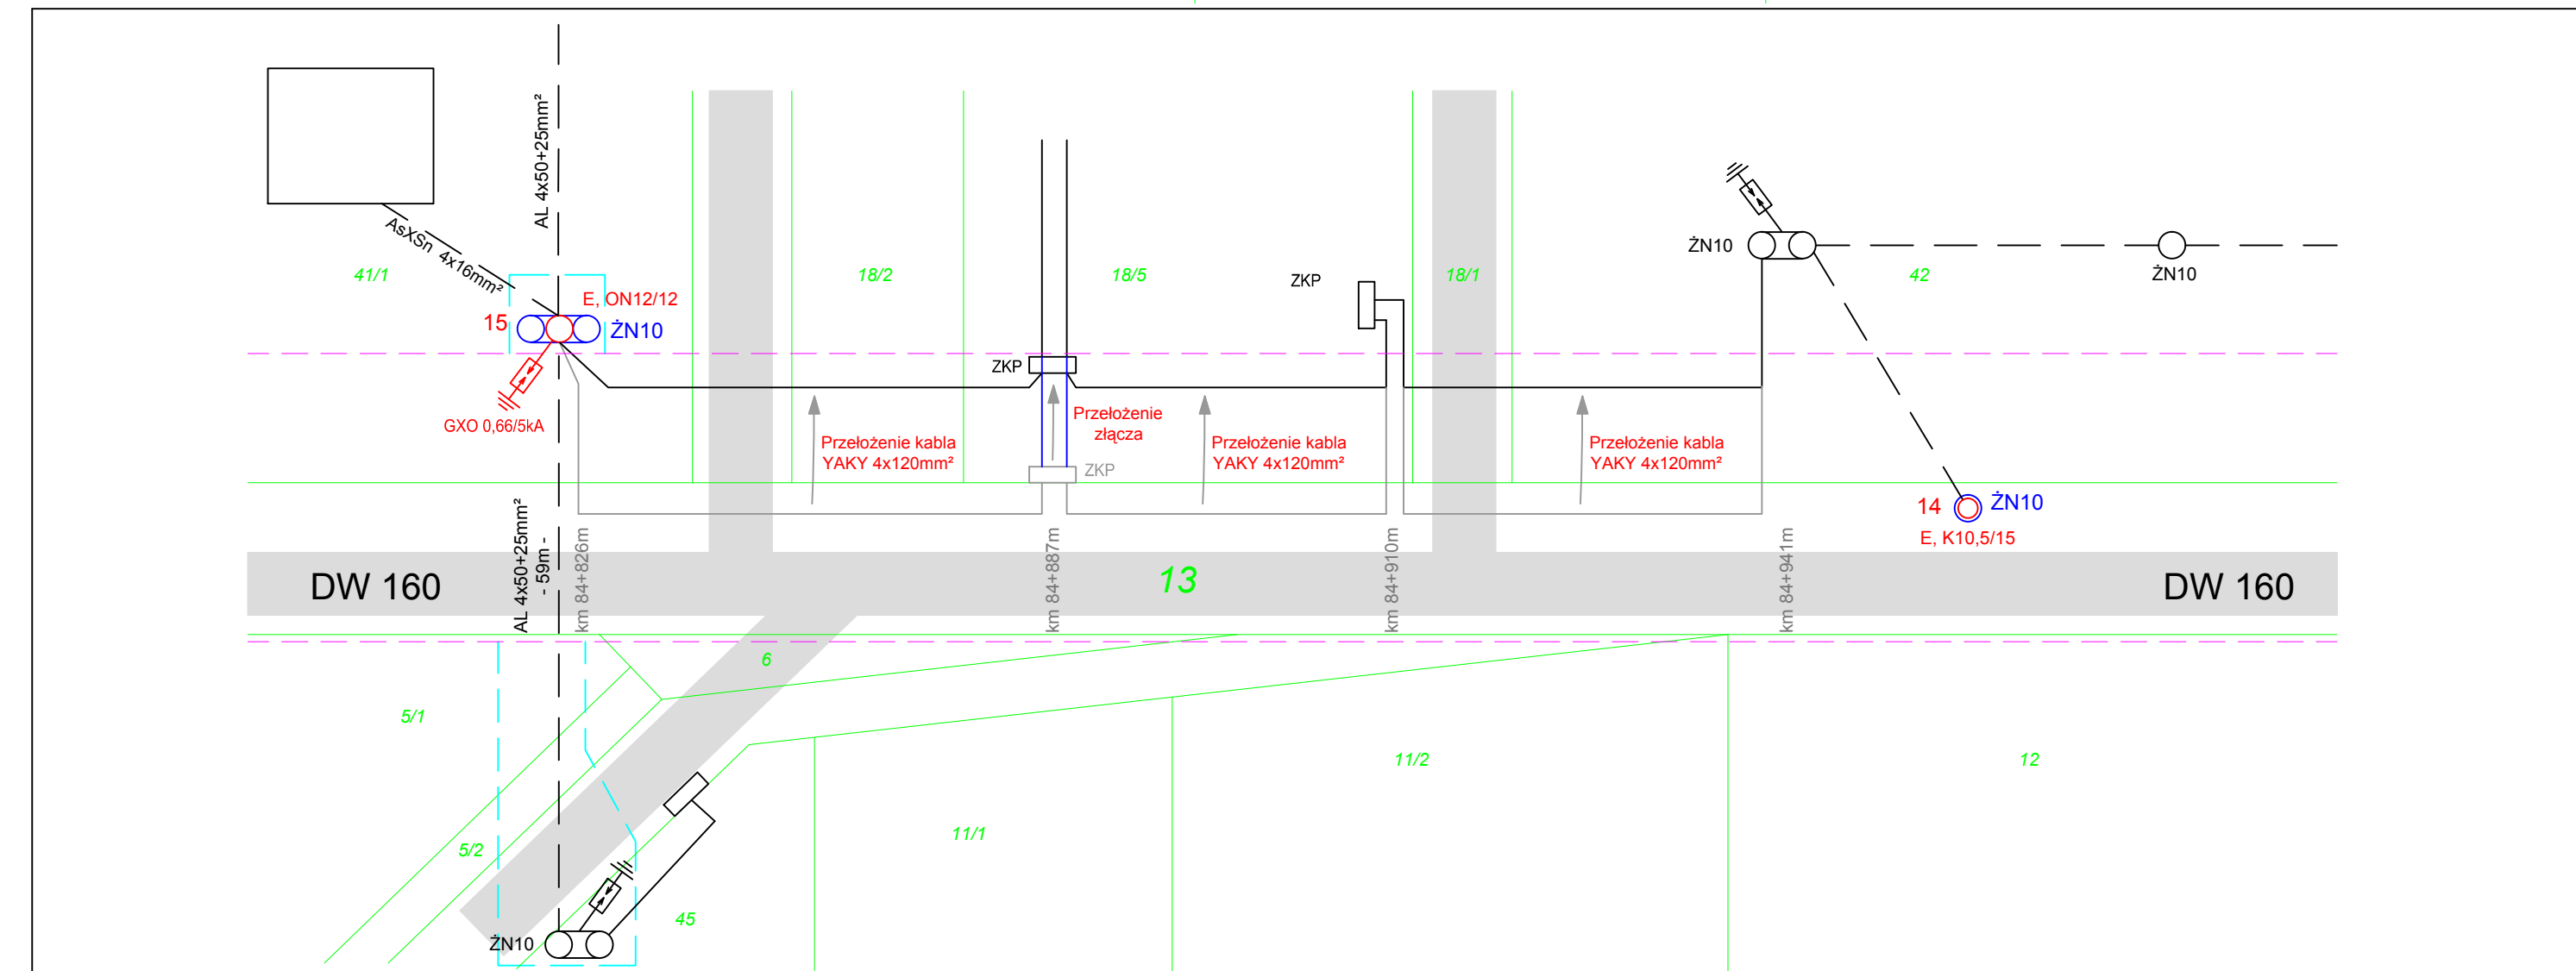 AL 4x50+25mm²
AsXSn 4x16mm²
41/1
E, ON12/12
15
ŻN10
GXO 0,66/5kA
18/2
18/5
ZKP
18/1
ŻN10
42
ŻN10
ZKP
Przełożenie
złącza
Przełożenie kabla
YAKY 4x120mm²
Przełożenie kabla
YAKY 4x120mm²
Przełożenie kabla
YAKY 4x120mm²
ZKP
14
ŻN10
E, K10,5/15
AL 4x50+25mm²
- 59m -
km 84+826m
km 84+887m
km 84+910m
km 84+941m
DW 160
13
DW 160
6
5/1
11/2
12
11/1
5/2
45
ŻN10